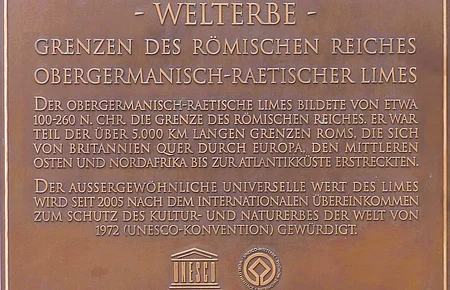 - WELTERBE -
GRENZEN DES RÖMISCHEN REICHES
OBERGERMANISCH-RAETISCHER LIMES
DER OBERGERMANISCH-RAETISCHE LIMES BILDETE VON ETWA
100-260 N. CHR. DIE GRENZE DES RÖMISCHEN REICHES. ER WAR
TEIL DER ÜBER 5.000 KM LANGEN GRENZEN ROMS, DIE SICH
VON BRITANNIEN QUER DURCH EUROPA, DEN MITTLEREN
OSTEN UND NORDAFRIKA BIS ZUR ATLANTIKKÜSTE ERSTRECKTEN.
DER AUSSERGEWÖHNLICHE UNIVERSELLE WERT DES LIMES
WIRD SEIT 2005 NACH DEM INTERNATIONALEN ÜBEREINKOMMEN
ZUM SCHUTZ DES KULTUR- UND NATURERBES DER WELT VON
1972 (UNESCO-KONVENTION) GEWÜRDIGT.
UNESCO